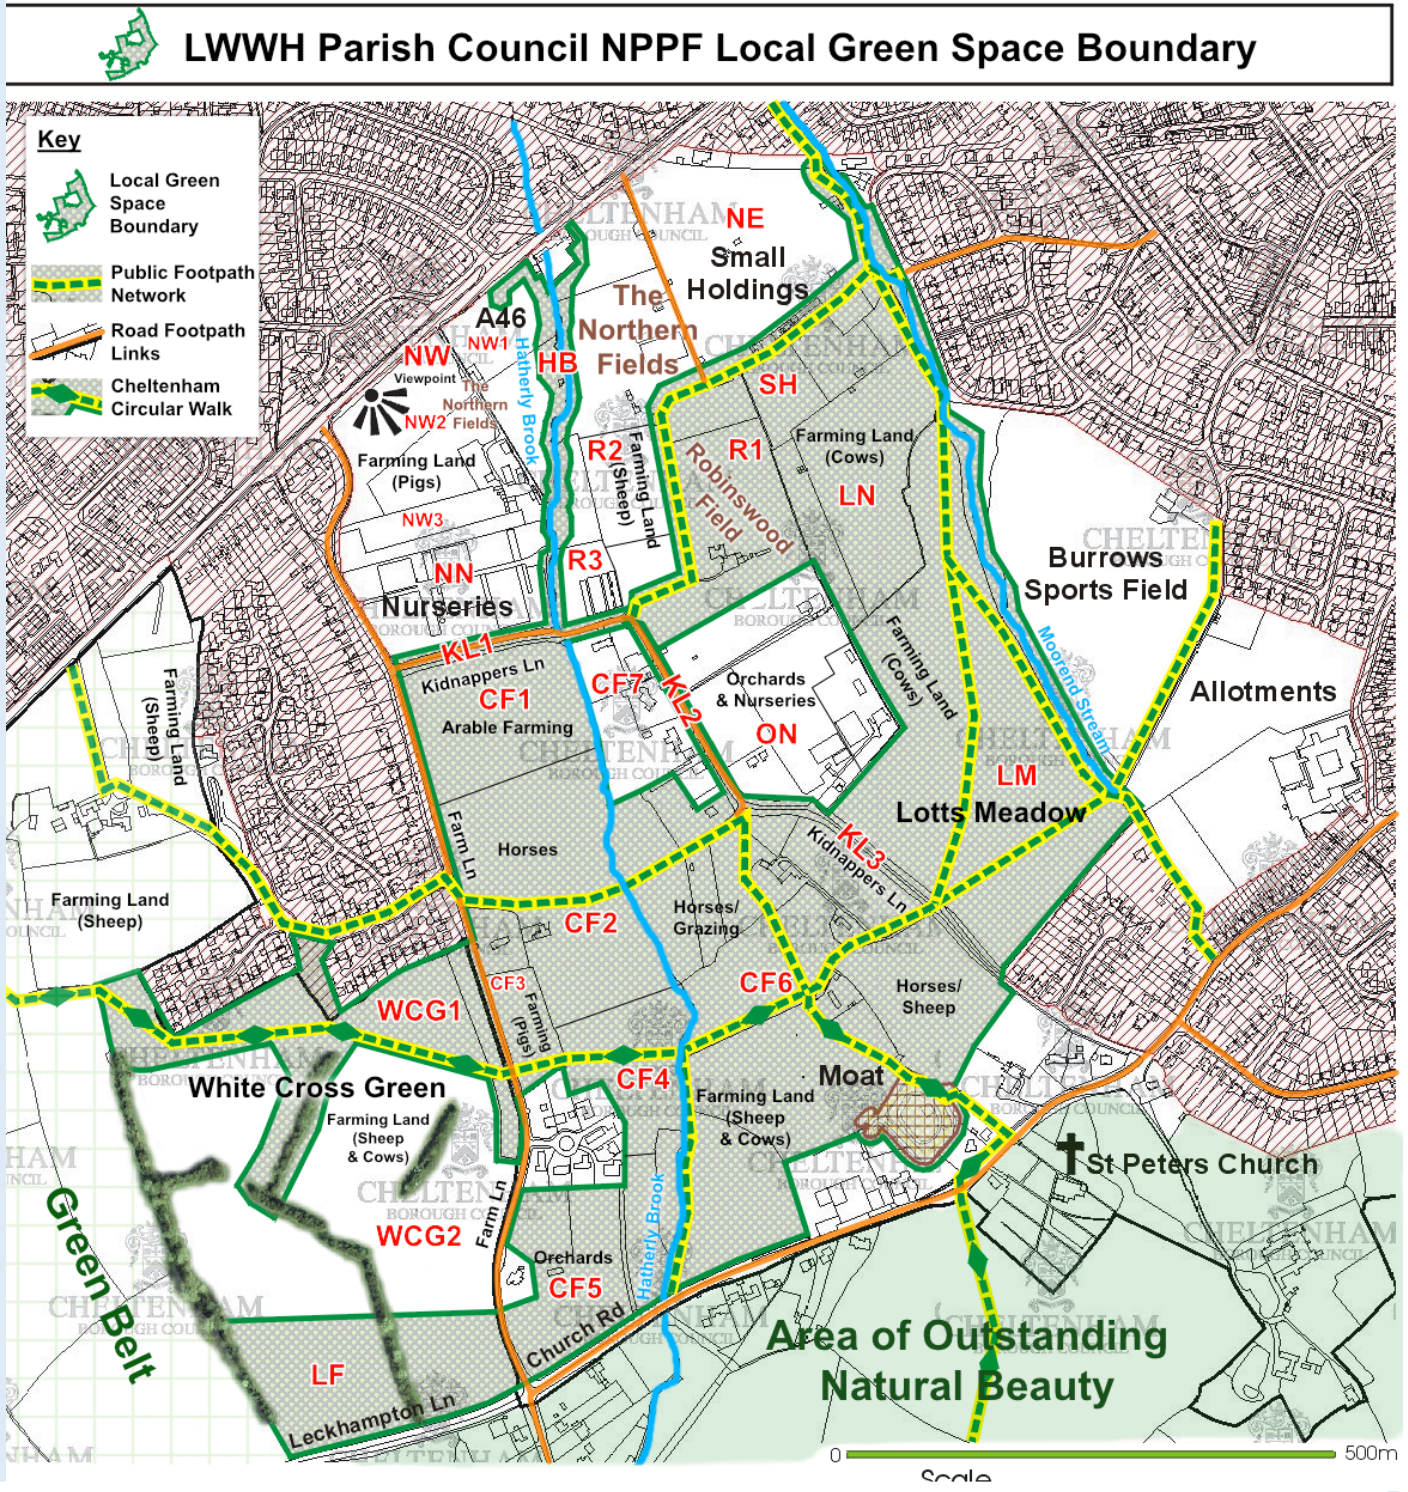 LWWH Parish Council NPPF Local Green Space Boundary
Key
Local Green
Space
Boundary
Public Footpath
Network
Road Footpath
Links
Cheltenham
Circular Walk
NE
Small
Holdings
The
Northern
Fields
A46
NW1
NW
Viewpoint
The
Northern
Fields
NW2
Hatherly Brook
HB
SH
Farming Land
(Pigs)
R2
Farming Land
(Sheep)
R1
Robinswood
Field
Farming Land
(Cows)
LN
NW3
NN
Nurseries
R3
Burrows
Sports Field
Moorend Stream
Allotments
KL1
Kidnappers Ln
CF1
Arable Farming
CF7
KL2
Orchards
& Nurseries
ON
Farming Land
(Cows)
LM
Lotts Meadow
Farming Land
(Sheep)
Farm Ln
Horses
KL3
Kidnappers Ln
Farming Land
(Sheep)
CF2
Horses/
Grazing
CF3
Farming
(Pigs)
CF6
Horses/
Sheep
WCG1
White Cross Green
Farming Land
(Sheep
& Cows)
CF4
Moat
Farming Land
(Sheep
& Cows)
St Peters Church
Green Belt
WCG2
Farm Ln
Hatherly Brook
Orchards
CF5
Church Rd
LF
Leckhampton Ln
Area of Outstanding
Natural Beauty
0 500m
Scale
CHELTENHAM
BOROUGH COUNCIL